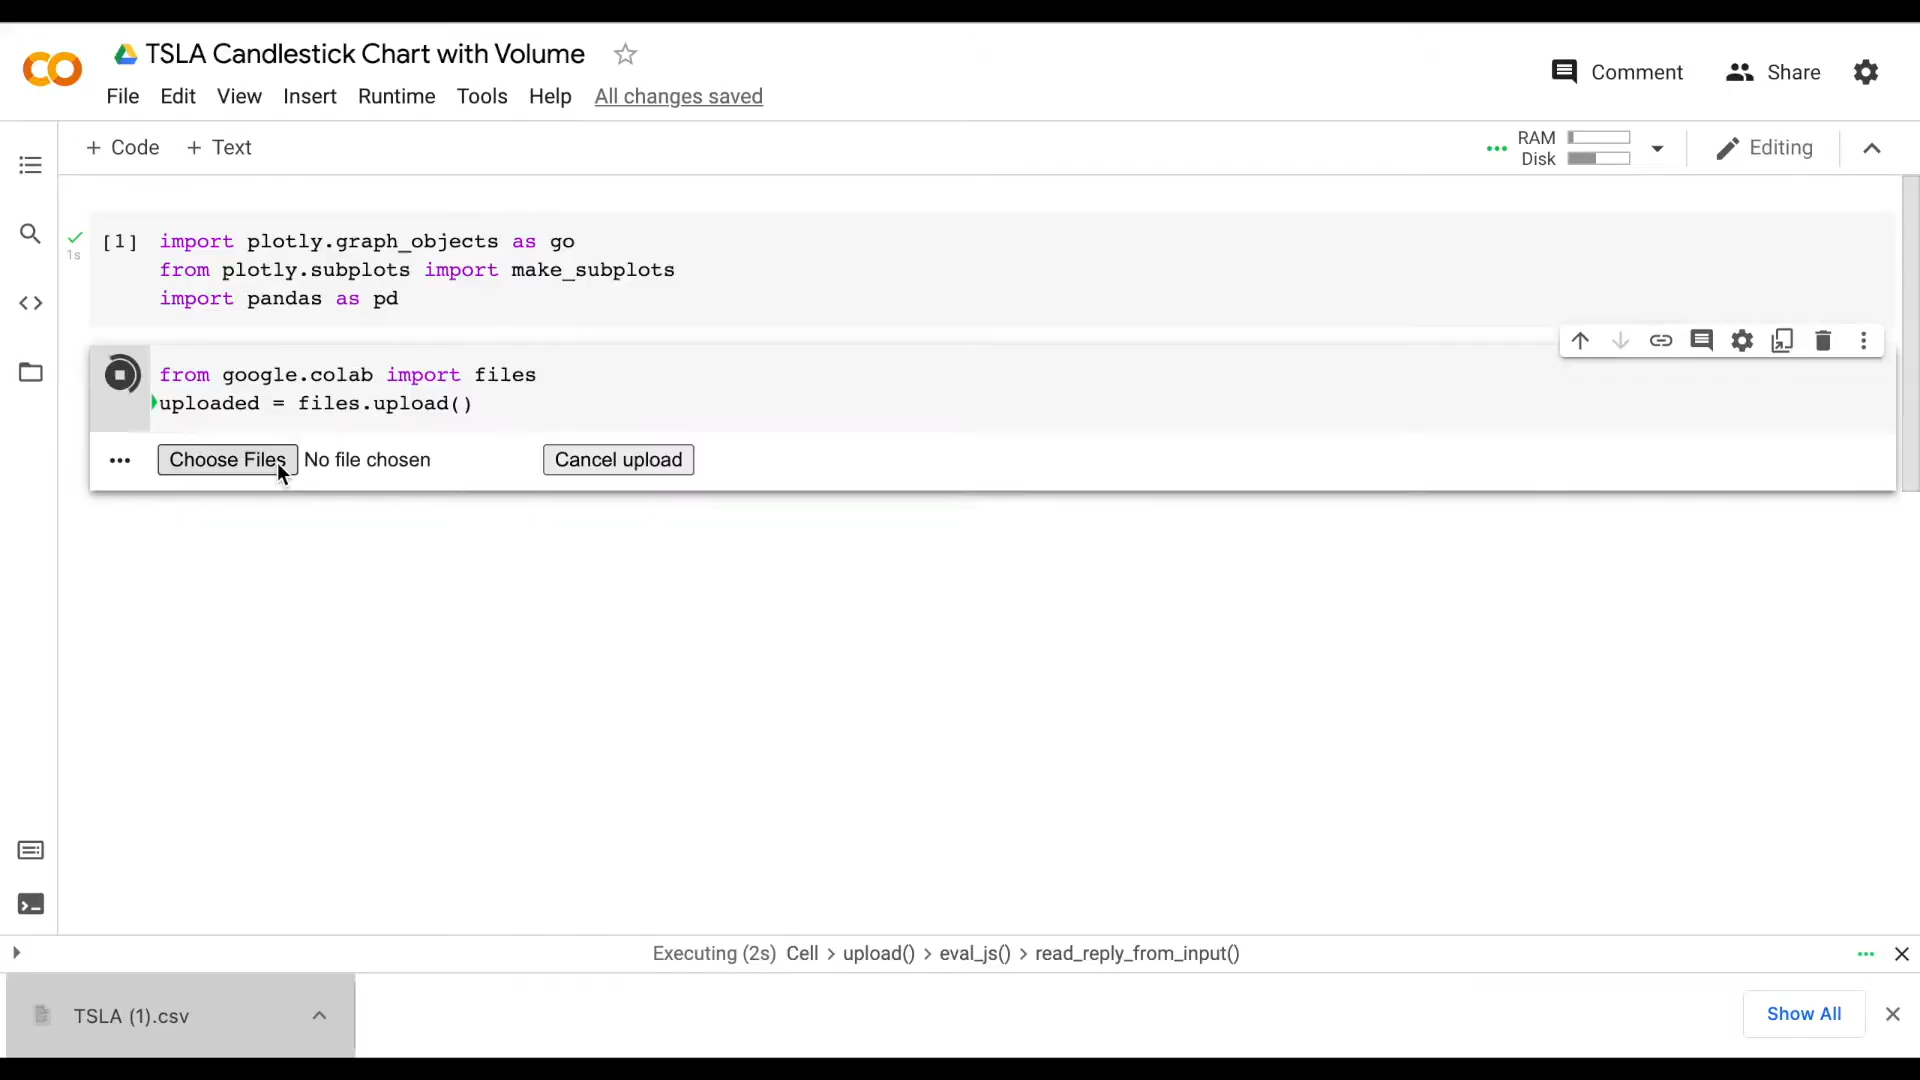 TSLA Candlestick Chart with Volume
Comment
Share
File Edit View Insert Runtime Tools Help All changes saved
+ Code + Text
RAM
Disk
Editing
1s
[1]
import plotly.graph_objects as go
from plotly.subplots import make_subplots
import pandas as pd
from google.colab import files
uploaded = files.upload()
Choose Files No file chosen Cancel upload
Executing (2s) Cell > upload() > eval_js() > read_reply_from_input()
TSLA (1).csv
Show All